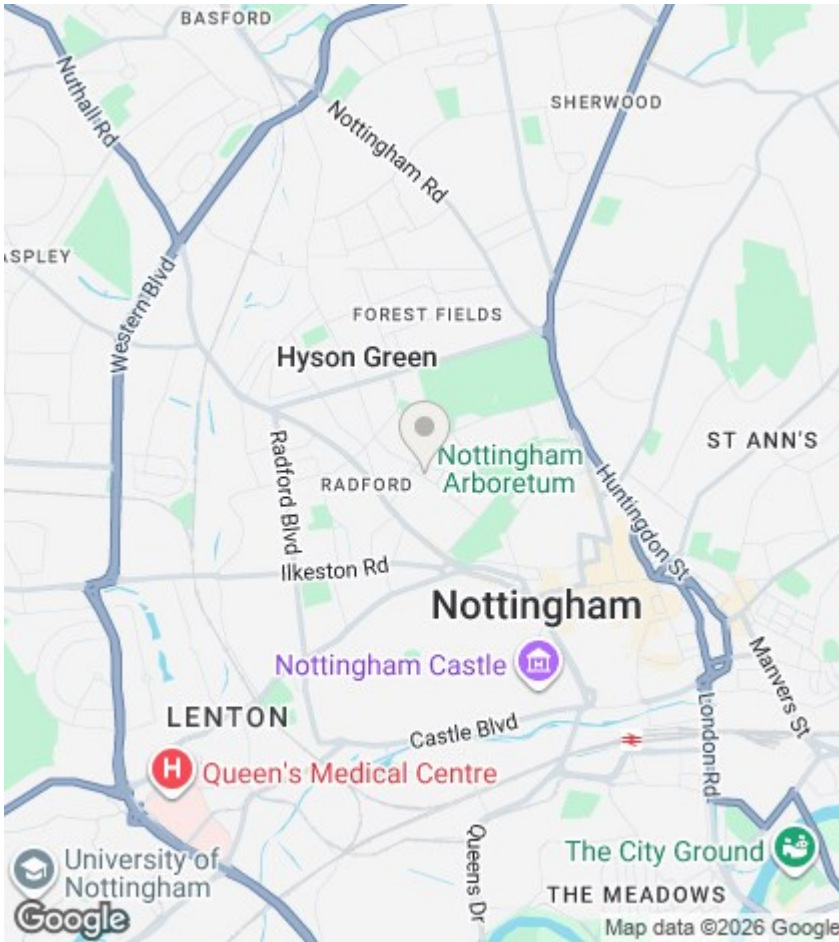 BASFORD
Nuthall Rd
SHERWOOD
Nottingham Rd
ASPLEY
Western Blvd
FOREST FIELDS
Hyson Green
ST ANN'S
Nottingham
Arboretum
RADFORD
Radford Blvd
Huntingdon St
Ilkeston Rd
Nottingham
Nottingham Castle
Manvers St
LENTON
Castle Blvd
London Rd
H
Queen's Medical Centre
Queens Dr
The City Ground
University of
Nottingham
THE MEADOWS
Google
Map data ©2026 Google